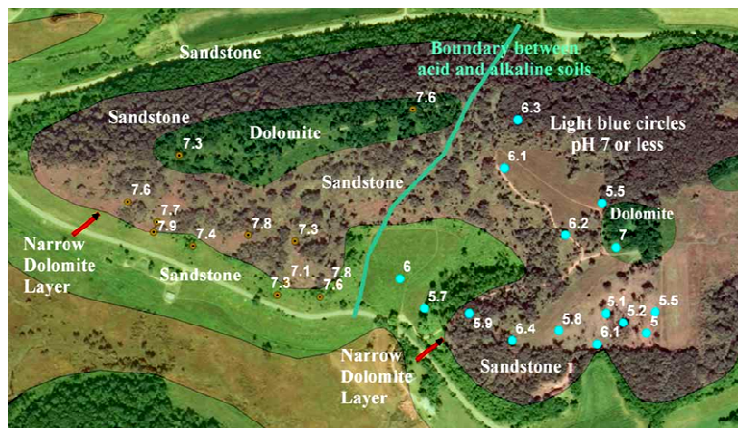 Sandstone
Boundary between
acid and alkaline soils
7.6
6.3
Sandstone
Light blue circles
pH 7 or less
Dolomite
7.3
6.1
Sandstone
7.6
5.5
7.7
Dolomite
7.9
7.8
6.2
7.4
7.3
7
Narrow
Dolomite
Layer
Sandstone
7.1
7.8
6
7.3
7.6
5.7
5.9
5.8
5.1
5.2
5.5
6.4
6.1
5
Narrow
Dolomite
Layer
Sandstone 1